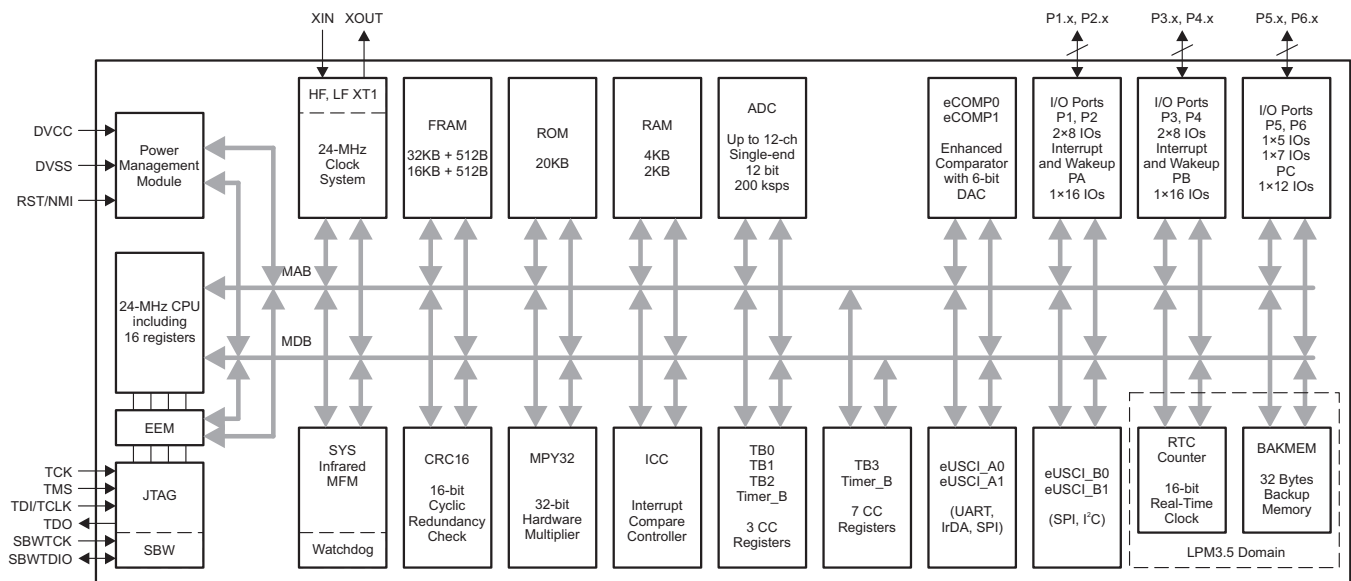 XIN
XOUT
P1.x, P2.x
P3.x, P4.x
P5.x, P6.x
DVCC
DVSS
RST/NMI
Power
Management
Module
HF, LF XT1
24-MHz
Clock
System
FRAM
32KB + 512B
16KB + 512B
ROM
20KB
RAM
4KB
2KB
ADC
Up to 12-ch
Single-end
12 bit
200 ksps
eCOMP0
eCOMP1
Enhanced
Comparator
with 6-bit
DAC
I/O Ports
P1, P2
2×8 IOs
Interrupt
and Wakeup
PA
1×16 IOs
I/O Ports
P3, P4
2×8 IOs
Interrupt
and Wakeup
PB
1×16 IOs
I/O Ports
P5, P6
1×5 IOs
1×7 IOs
PC
1×12 IOs
MAB
24-MHz CPU
including
16 registers
MDB
EEM
TCK
TMS
TDI/TCLK
TDO
SBWTCK
SBWTDIO
JTAG
SBW
SYS
Infrared
MFM
Watchdog
CRC16
16-bit
Cyclic
Redundancy
Check
MPY32
32-bit
Hardware
Multiplier
ICC
Interrupt
Compare
Controller
TB0
TB1
TB2
Timer_B
3 CC
Registers
TB3
Timer_B
7 CC
Registers
eUSCI_A0
eUSCI_A1
(UART,
IrDA, SPI)
eUSCI_B0
eUSCI_B1
(SPI, I²C)
RTC
Counter
16-bit
Real-Time
Clock
BAKMEM
32 Bytes
Backup
Memory
LPM3.5 Domain